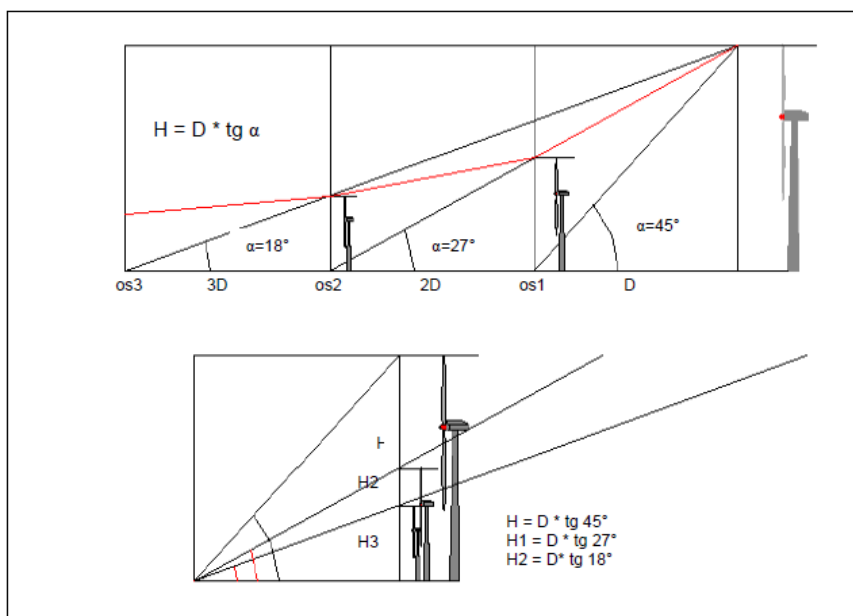 H = D * tg α
α=18°
α=27°
α=45°
os3
3D
os2
2D
os1
D
H
H2
H3
H = D * tg 45°
H1 = D * tg 27°
H2 = D* tg 18°